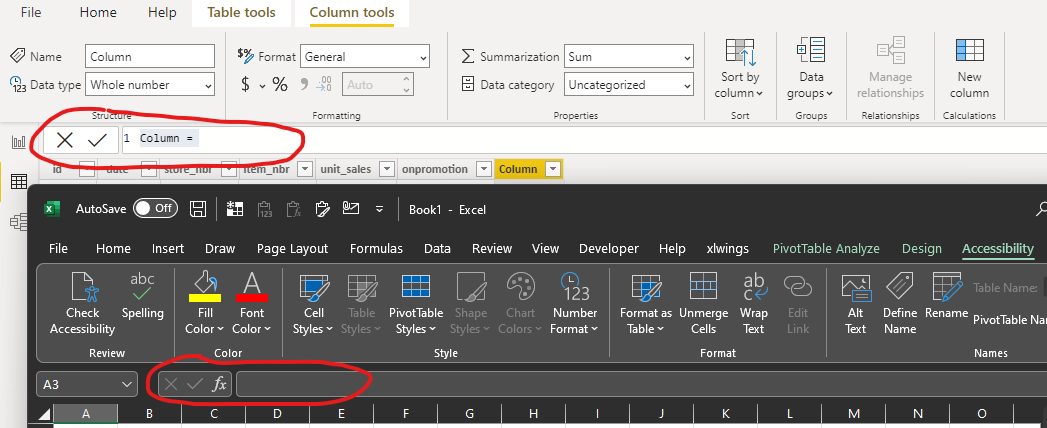 File Home Help Table tools Column tools
Name Column $% Format General Summarization Sum Sort by column Data groups Manage relationships New column
Data type Whole number $ % 9 Auto Data category Uncategorized
Structure Formatting Properties Sort Groups Relationships Calculations
1 Column =
id date store_nbr item_nbr unit_sales onpromotion Column
AutoSave Off Book1 - Excel
File Home Insert Draw Page Layout Formulas Data Review View Developer Help xlwings PivotTable Analyze Design Accessibility
Check Accessibility abc Spelling Fill Color A Font Color Cell Styles Table Styles PivotTable Styles Shape Styles Chart Colors 123 Number Format Format as Table Unmerge Cells ab c Wrap Text Edit Link Alt Text Define Name Rename Table Name:
PivotTable Na
Review Color Style Format Names
A3 fx
A B C D E F G H I J K L M N O